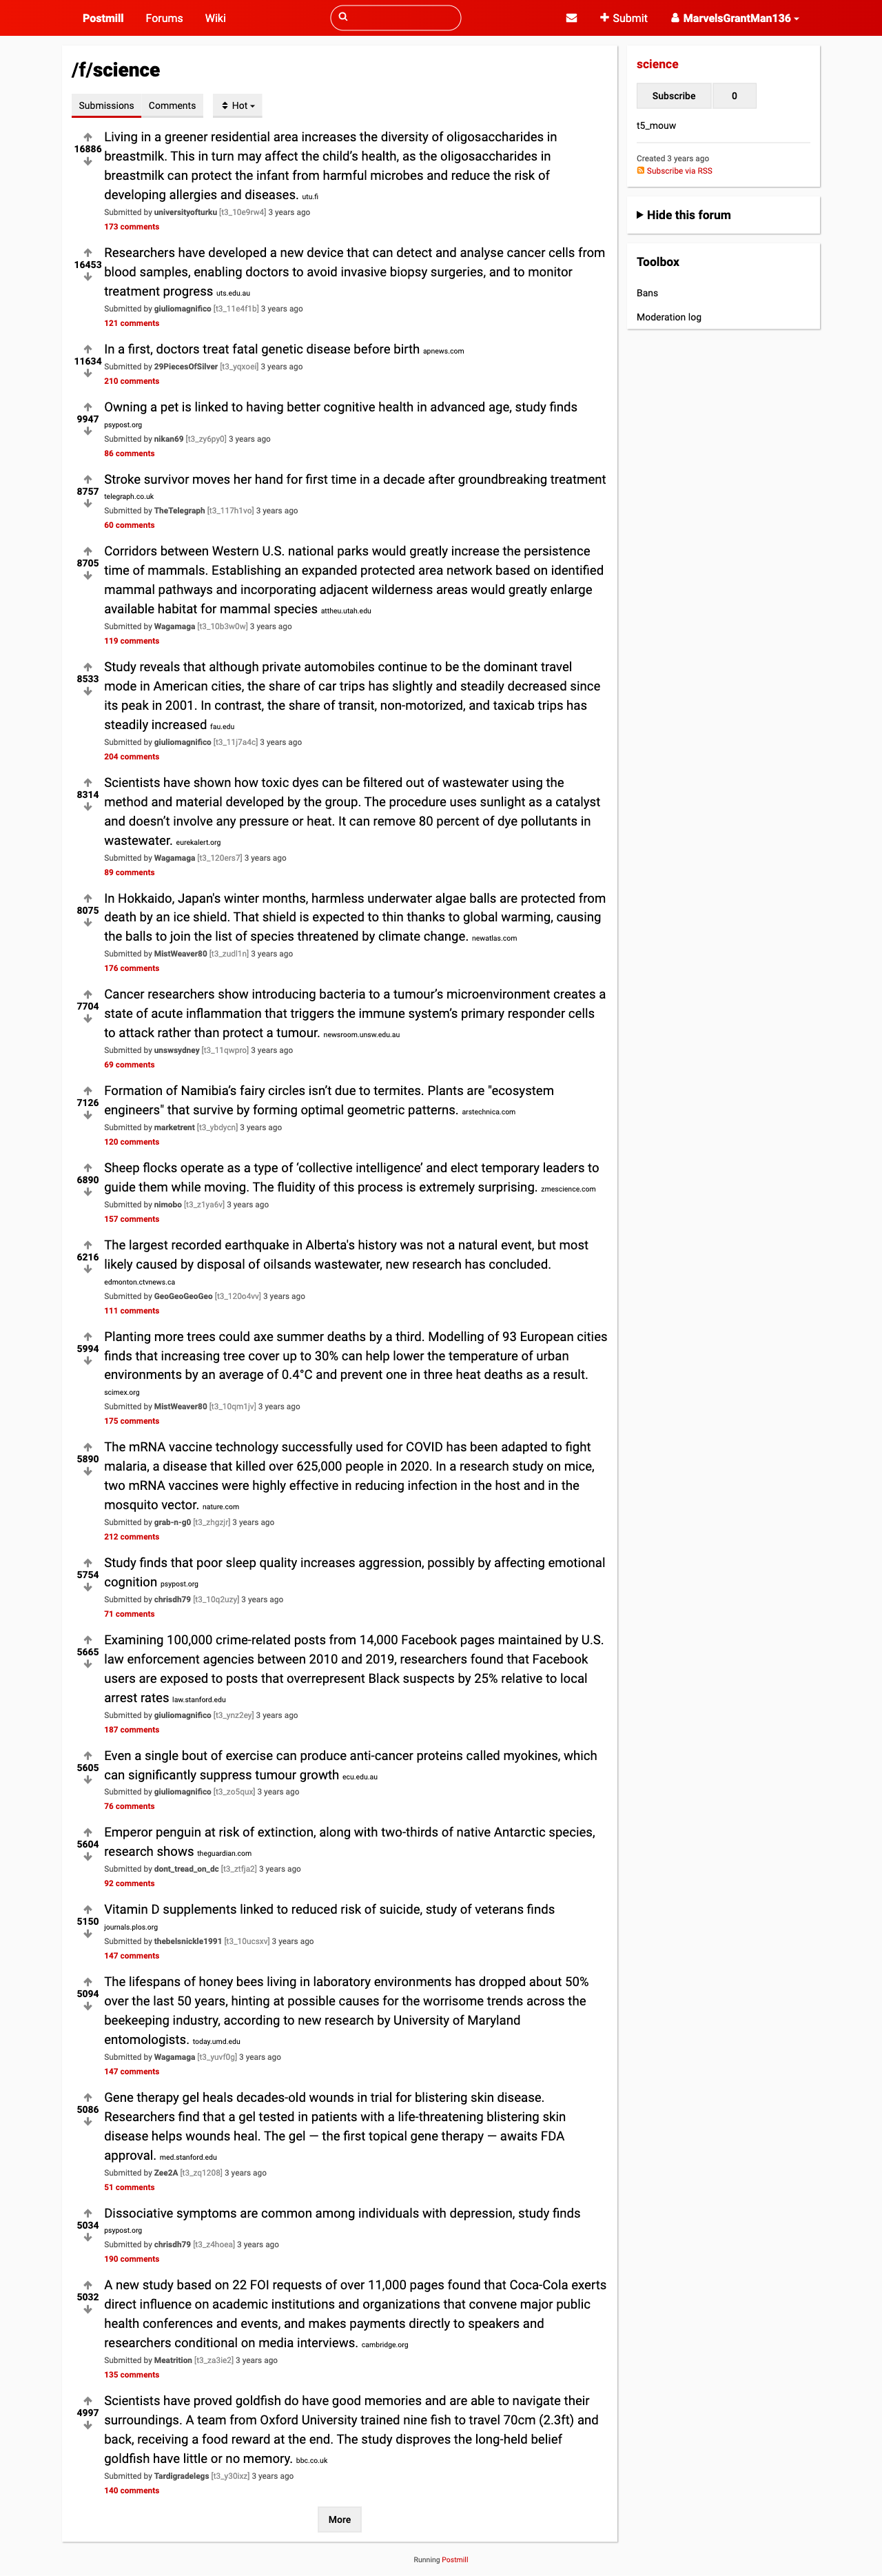 Postmill Forums Wiki Submit MarvelsGrantMan136
/f/science
Submissions Comments Hot
16886
Living in a greener residential area increases the diversity of oligosaccharides in
breastmilk. This in turn may affect the child’s health, as the oligosaccharides in
breastmilk can protect the infant from harmful microbes and reduce the risk of
developing allergies and diseases. utu.fi
Submitted by universityofturku [t3_10e9rw4] 3 years ago
173 comments
16453
Researchers have developed a new device that can detect and analyse cancer cells from
blood samples, enabling doctors to avoid invasive biopsy surgeries, and to monitor
treatment progress uts.edu.au
Submitted by giuliomagnifico [t3_11e4f1b] 3 years ago
121 comments
11634
In a first, doctors treat fatal genetic disease before birth apnews.com
Submitted by 29PiecesOfSilver [t3_yqxoei] 3 years ago
210 comments
9947
Owning a pet is linked to having better cognitive health in advanced age, study finds
psypost.org
Submitted by nikan69 [t3_zy6py0] 3 years ago
86 comments
8757
Stroke survivor moves her hand for first time in a decade after groundbreaking treatment
telegraph.co.uk
Submitted by TheTelegraph [t3_117h1vo] 3 years ago
60 comments
8705
Corridors between Western U.S. national parks would greatly increase the persistence
time of mammals. Establishing an expanded protected area network based on identified
mammal pathways and incorporating adjacent wilderness areas would greatly enlarge
available habitat for mammal species attheu.utah.edu
Submitted by Wagamaga [t3_10b3w0w] 3 years ago
119 comments
8533
Study reveals that although private automobiles continue to be the dominant travel
mode in American cities, the share of car trips has slightly and steadily decreased since
its peak in 2001. In contrast, the share of transit, non-motorized, and taxicab trips has
steadily increased fau.edu
Submitted by giuliomagnifico [t3_11j7a4c] 3 years ago
204 comments
8314
Scientists have shown how toxic dyes can be filtered out of wastewater using the
method and material developed by the group. The procedure uses sunlight as a catalyst
and doesn’t involve any pressure or heat. It can remove 80 percent of dye pollutants in
wastewater. eurekalert.org
Submitted by Wagamaga [t3_120ers7] 3 years ago
89 comments
8075
In Hokkaido, Japan's winter months, harmless underwater algae balls are protected from
death by an ice shield. That shield is expected to thin thanks to global warming, causing
the balls to join the list of species threatened by climate change. newatlas.com
Submitted by MistWeaver80 [t3_zudl1n] 3 years ago
176 comments
7704
Cancer researchers show introducing bacteria to a tumour’s microenvironment creates a
state of acute inflammation that triggers the immune system’s primary responder cells
to attack rather than protect a tumour. newsroom.unsw.edu.au
Submitted by unswsydney [t3_11qwpro] 3 years ago
69 comments
7126
Formation of Namibia’s fairy circles isn’t due to termites. Plants are "ecosystem
engineers" that survive by forming optimal geometric patterns. arstechnica.com
Submitted by marketrent [t3_ybdycn] 3 years ago
120 comments
6890
Sheep flocks operate as a type of ‘collective intelligence’ and elect temporary leaders to
guide them while moving. The fluidity of this process is extremely surprising. zmescience.com
Submitted by nimobo [t3_z1ya6v] 3 years ago
157 comments
6216
The largest recorded earthquake in Alberta's history was not a natural event, but most
likely caused by disposal of oilsands wastewater, new research has concluded.
edmonton.ctvnews.ca
Submitted by GeoGeoGeoGeo [t3_120o4vv] 3 years ago
111 comments
5994
Planting more trees could axe summer deaths by a third. Modelling of 93 European cities
finds that increasing tree cover up to 30% can help lower the temperature of urban
environments by an average of 0.4°C and prevent one in three heat deaths as a result.
scimex.org
Submitted by MistWeaver80 [t3_10qm1jv] 3 years ago
175 comments
5890
The mRNA vaccine technology successfully used for COVID has been adapted to fight
malaria, a disease that killed over 625,000 people in 2020. In a research study on mice,
two mRNA vaccines were highly effective in reducing infection in the host and in the
mosquito vector. nature.com
Submitted by grab-n-g0 [t3_zhgzjr] 3 years ago
212 comments
5754
Study finds that poor sleep quality increases aggression, possibly by affecting emotional
cognition psypost.org
Submitted by chrisdh79 [t3_10q2uzy] 3 years ago
71 comments
5665
Examining 100,000 crime-related posts from 14,000 Facebook pages maintained by U.S.
law enforcement agencies between 2010 and 2019, researchers found that Facebook
users are exposed to posts that overrepresent Black suspects by 25% relative to local
arrest rates law.stanford.edu
Submitted by giuliomagnifico [t3_ynz2ey] 3 years ago
187 comments
5605
Even a single bout of exercise can produce anti-cancer proteins called myokines, which
can significantly suppress tumour growth ecu.edu.au
Submitted by giuliomagnifico [t3_zo5qux] 3 years ago
76 comments
5604
Emperor penguin at risk of extinction, along with two-thirds of native Antarctic species,
research shows theguardian.com
Submitted by dont_tread_on_dc [t3_ztfja2] 3 years ago
92 comments
5150
Vitamin D supplements linked to reduced risk of suicide, study of veterans finds
journals.plos.org
Submitted by thebelsnickle1991 [t3_10ucsxv] 3 years ago
147 comments
5094
The lifespans of honey bees living in laboratory environments has dropped about 50%
over the last 50 years, hinting at possible causes for the worrisome trends across the
beekeeping industry, according to new research by University of Maryland
entomologists. today.umd.edu
Submitted by Wagamaga [t3_yuvf0g] 3 years ago
147 comments
5086
Gene therapy gel heals decades-old wounds in trial for blistering skin disease.
Researchers find that a gel tested in patients with a life-threatening blistering skin
disease helps wounds heal. The gel — the first topical gene therapy — awaits FDA
approval. med.stanford.edu
Submitted by Zee2A [t3_zq1208] 3 years ago
51 comments
5034
Dissociative symptoms are common among individuals with depression, study finds
psypost.org
Submitted by chrisdh79 [t3_z4hoea] 3 years ago
190 comments
5032
A new study based on 22 FOI requests of over 11,000 pages found that Coca-Cola exerts
direct influence on academic institutions and organizations that convene major public
health conferences and events, and makes payments directly to speakers and
researchers conditional on media interviews. cambridge.org
Submitted by Meatrition [t3_za3ie2] 3 years ago
135 comments
4997
Scientists have proved goldfish do have good memories and are able to navigate their
surroundings. A team from Oxford University trained nine fish to travel 70cm (2.3ft) and
back, receiving a food reward at the end. The study disproves the long-held belief
goldfish have little or no memory. bbc.co.uk
Submitted by Tardigradelegs [t3_y30ixz] 3 years ago
140 comments
More
science
Subscribe 0
t5_mouw
Created 3 years ago
Subscribe via RSS
Hide this forum
Toolbox
Bans
Moderation log
Running Postmill